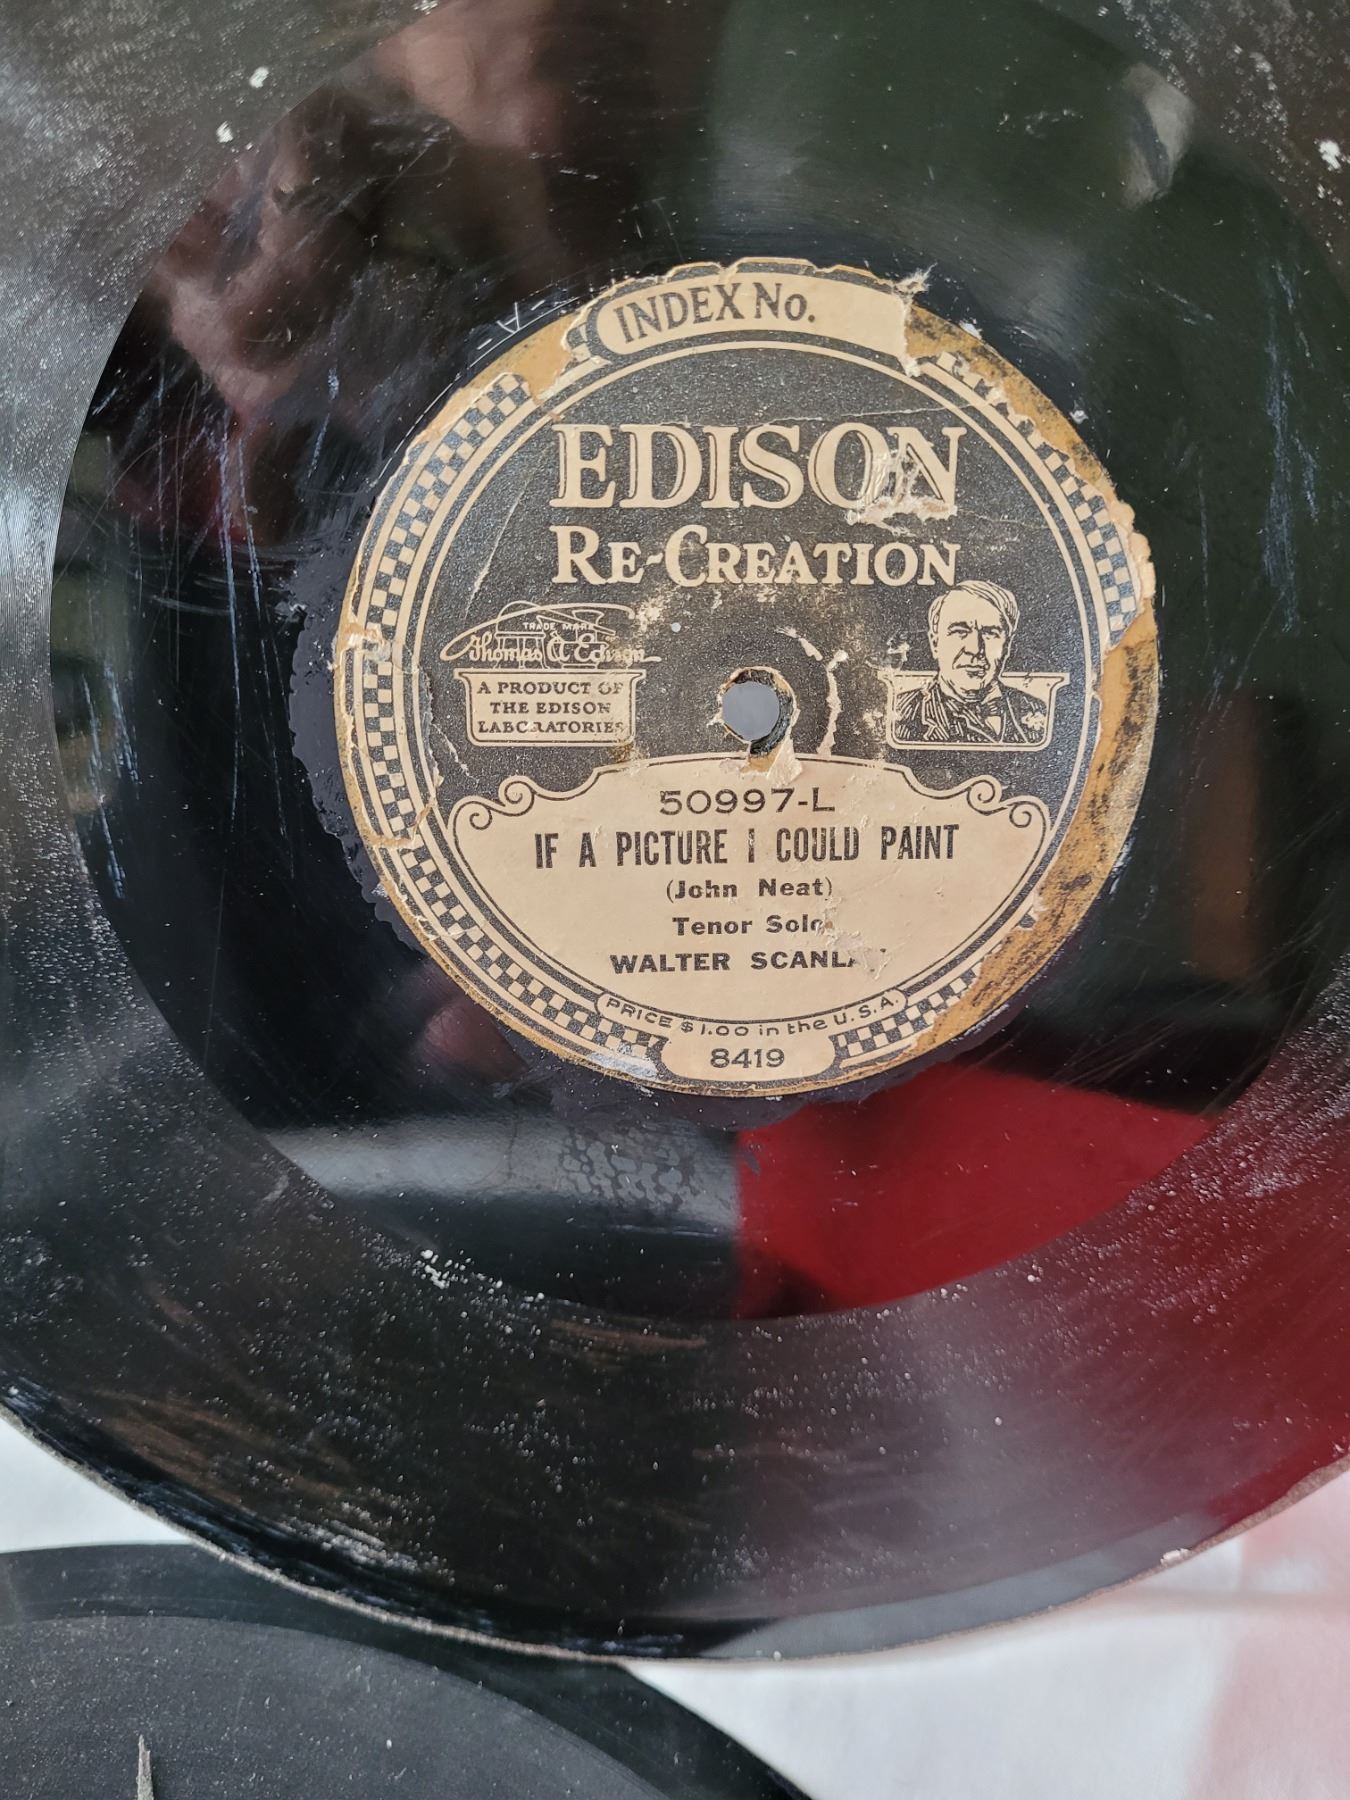 INDEX No.
EDISON
RE-CREATION
TRADE MARK
Thomas A Edison
A PRODUCT OF
THE EDISON
LABORATORIES
50997-L
IF A PICTURE I COULD PAINT
(John Neat)
Tenor Solo
WALTER
PRICE $1.00 in the U.S.A.
8419